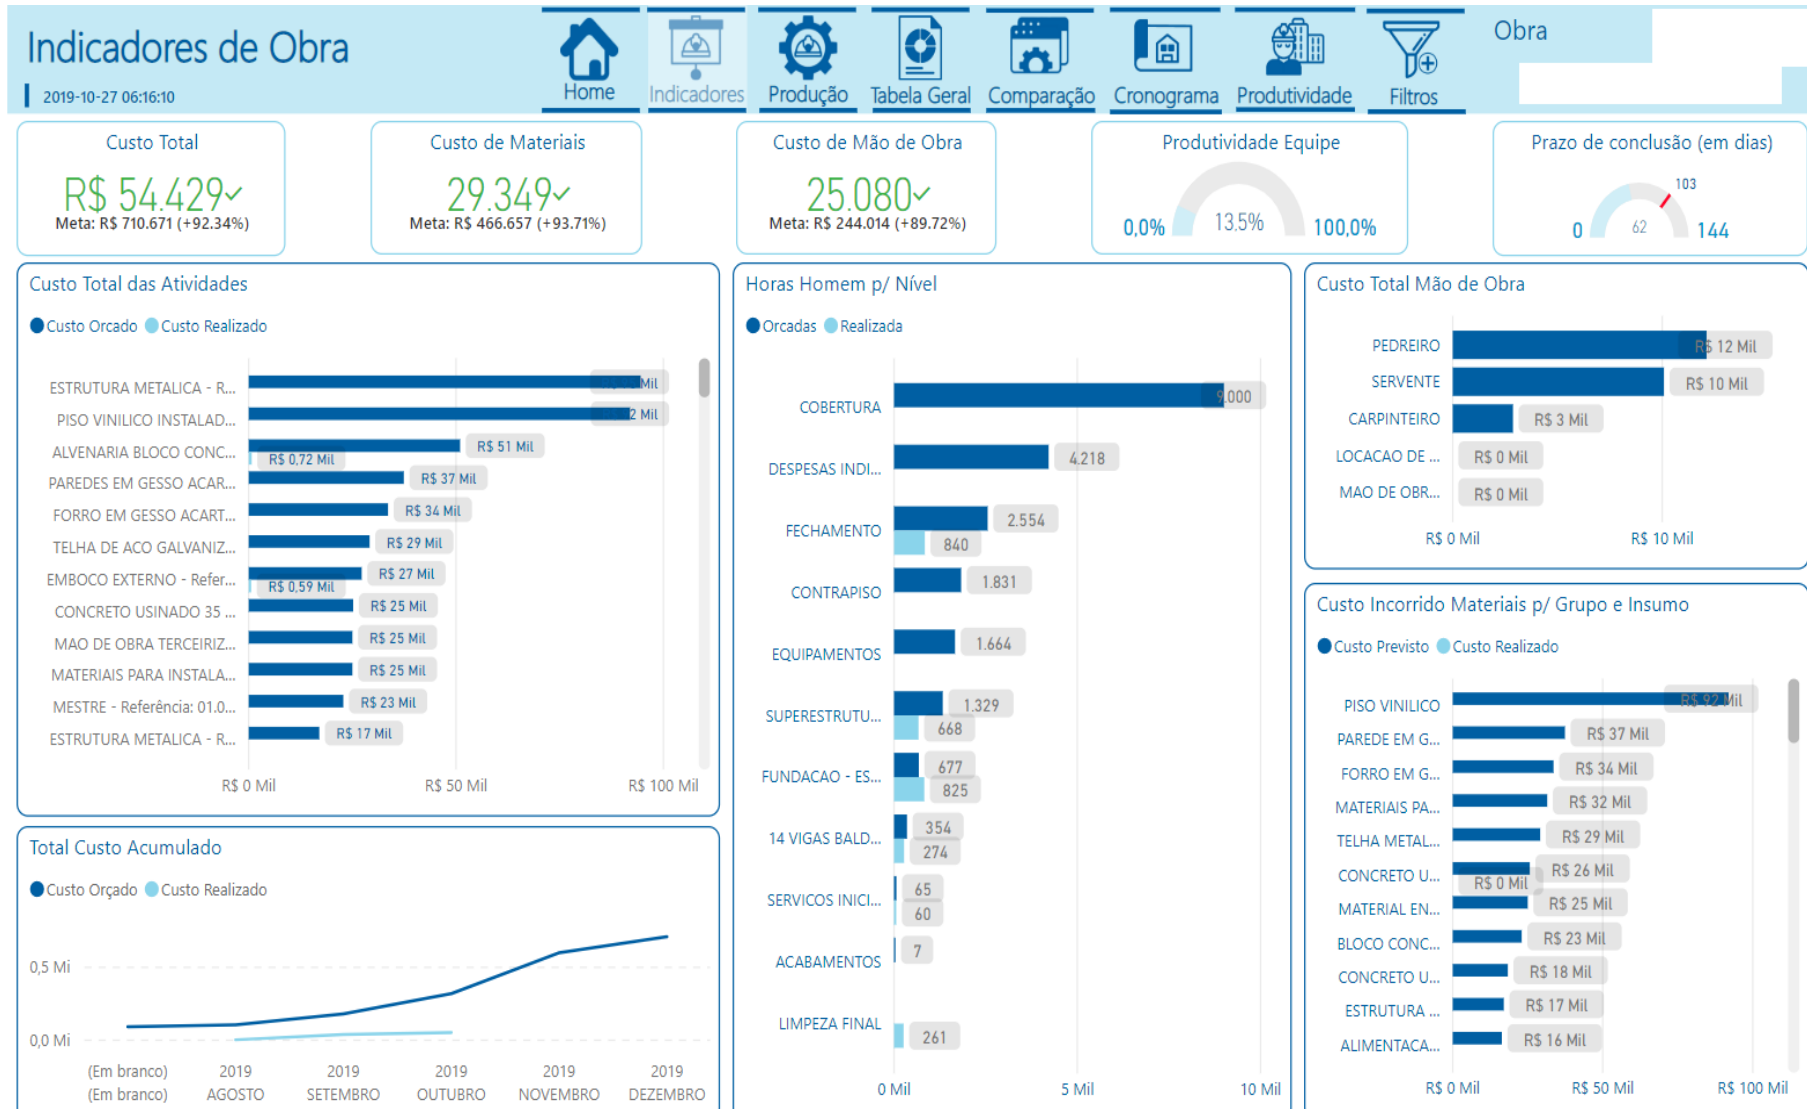 Indicadores de Obra
2019-10-27 06:16:10
Home
Indicadores
Produção
Tabela Geral
Comparação
Cronograma
Produtividade
Filtros
Obra
Custo Total
R$ 54.429
Meta: R$ 710.671 (+92.34%)
Custo de Materiais
29.349
Meta: R$ 466.657 (+93.71%)
Custo de Mão de Obra
25.080
Meta: R$ 244.014 (+89.72%)
Produtividade Equipe
0,0%
13.5%
100,0%
Prazo de conclusão (em dias)
103
0
62
144
Custo Total das Atividades
Custo Orcado
Custo Realizado
ESTRUTURA METALICA - R...
Mil
PISO VINILICO INSTALAD...
2 Mil
ALVENARIA BLOCO CONC...
R$ 51 Mil
R$ 0,72 Mil
PAREDES EM GESSO ACAR...
R$ 37 Mil
FORRO EM GESSO ACART...
R$ 34 Mil
TELHA DE ACO GALVANIZ...
R$ 29 Mil
EMBOCO EXTERNO - Refer...
R$ 27 Mil
R$ 0,59 Mil
CONCRETO USINADO 35 ...
R$ 25 Mil
MAO DE OBRA TERCEIRIZ...
R$ 25 Mil
MATERIAIS PARA INSTALA...
R$ 25 Mil
MESTRE - Referência: 01.0...
R$ 23 Mil
ESTRUTURA METALICA - R...
R$ 17 Mil
R$ 0 Mil
R$ 50 Mil
R$ 100 Mil
Total Custo Acumulado
Custo Orçado
Custo Realizado
0,5 Mi
0,0 Mi
(Em branco)
2019
2019
2019
2019
2019
(Em branco)
AGOSTO
SETEMBRO
OUTUBRO
NOVEMBRO
DEZEMBRO
Horas Homem p/ Nível
Orcadas
Realizada
COBERTURA
9.000
DESPESAS INDI...
4.218
FECHAMENTO
2.554
840
CONTRAPISO
1.831
EQUIPAMENTOS
1.664
SUPERESTRUTU...
1.329
668
FUNDACAO - ES...
677
825
14 VIGAS BALD...
354
274
SERVICOS INICI...
65
60
ACABAMENTOS
7
LIMPEZA FINAL
261
0 Mil
5 Mil
10 Mil
Custo Total Mão de Obra
PEDREIRO
R$ 12 Mil
SERVENTE
R$ 10 Mil
CARPINTEIRO
R$ 3 Mil
LOCACAO DE ...
R$ 0 Mil
MAO DE OBR...
R$ 0 Mil
R$ 0 Mil
R$ 10 Mil
Custo Incorrido Materiais p/ Grupo e Insumo
Custo Previsto
Custo Realizado
PISO VINILICO
R$ 92 Mil
PAREDE EM G...
R$ 37 Mil
FORRO EM G...
R$ 34 Mil
MATERIAIS PA...
R$ 32 Mil
TELHA METAL...
R$ 29 Mil
CONCRETO U...
R$ 26 Mil
R$ 0 Mil
MATERIAL EN...
R$ 25 Mil
BLOCO CONC...
R$ 23 Mil
CONCRETO U...
R$ 18 Mil
ESTRUTURA ...
R$ 17 Mil
ALIMENTACA...
R$ 16 Mil
R$ 0 Mil
R$ 50 Mil
R$ 100 Mil